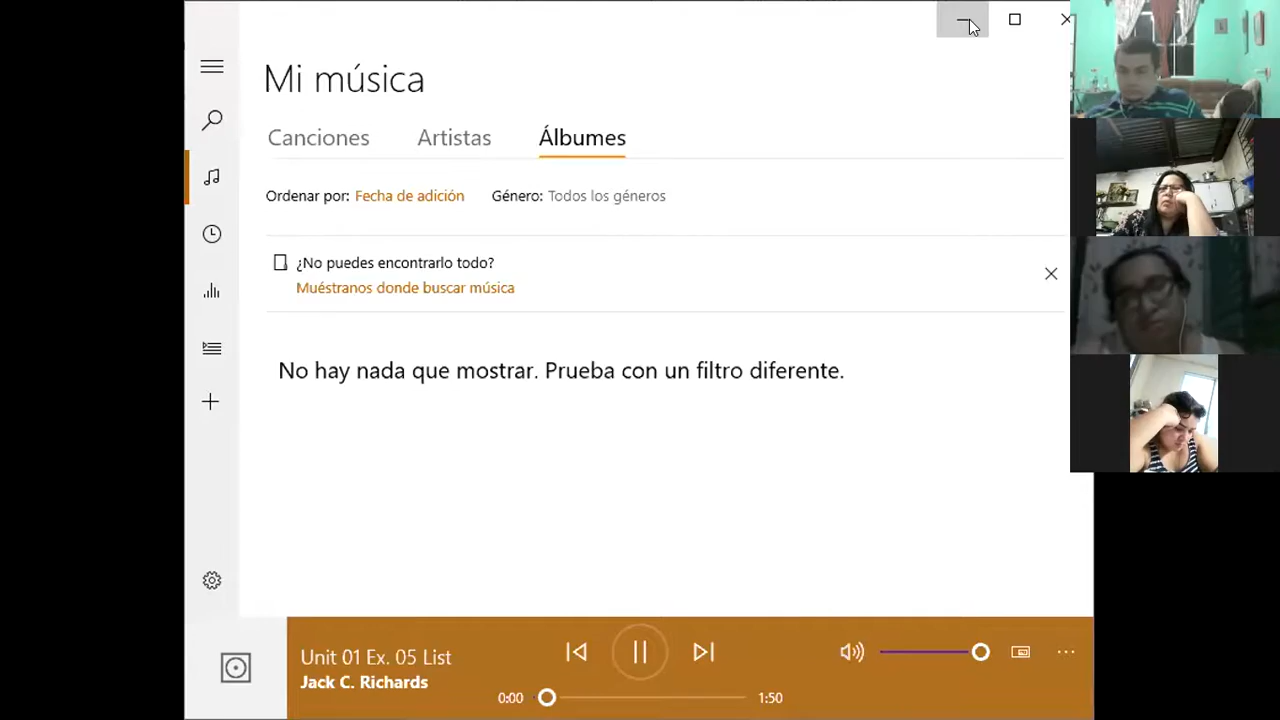 Mi música
Canciones Artistas Álbumes
Ordenar por: Fecha de adición Género: Todos los géneros
¿No puedes encontrarlo todo?
Muéstranos donde buscar música
No hay nada que mostrar. Prueba con un filtro diferente.
Unit 01 Ex. 05 List
Jack C. Richards
0:00 1:50